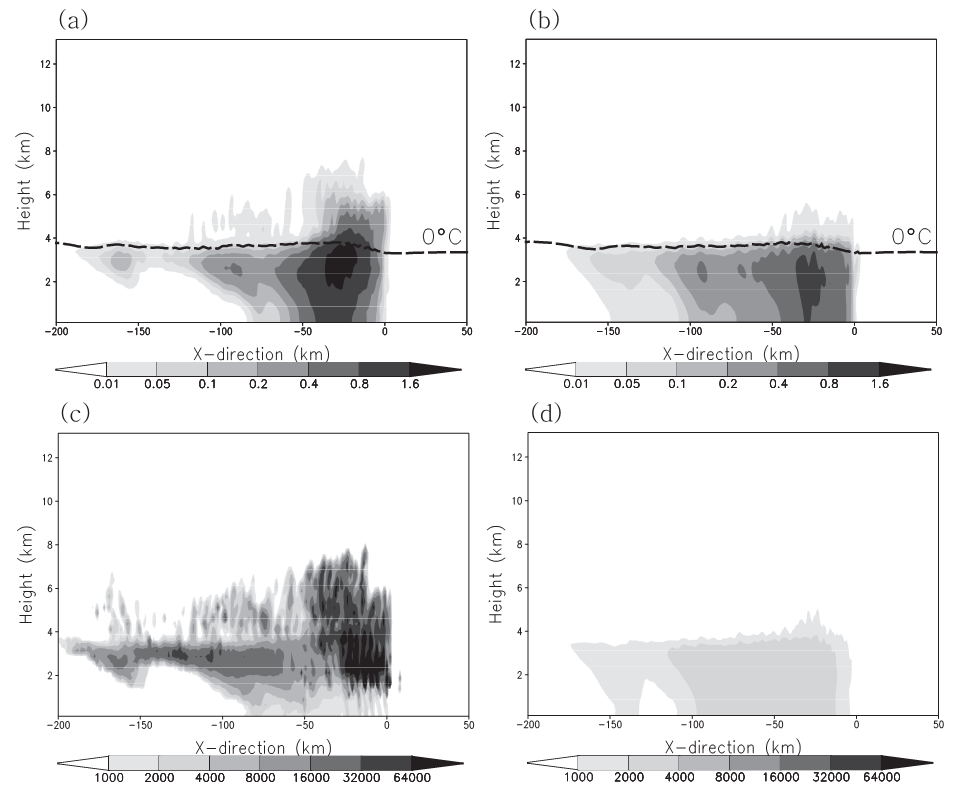 (a) (b)
12 12
10 10
8 8
Height (km) Height (km)
6 6
4 0°C 4 0°C
2 2
−200 −150 −100 −50 0 50 −200 −150 −100 −50 0 50
X−direction (km) X−direction (km)
0.01 0.05 0.1 0.2 0.4 0.8 1.6 0.01 0.05 0.1 0.2 0.4 0.8 1.6
(c) (d)
12 12
10 10
8 8
Height (km) Height (km)
6 6
4 4
2 2
−200 −150 −100 −50 0 50 −200 −150 −100 −50 0 50
X−direction (km) X−direction (km)
1000 2000 4000 8000 16000 32000 64000 1000 2000 4000 8000 16000 32000 64000